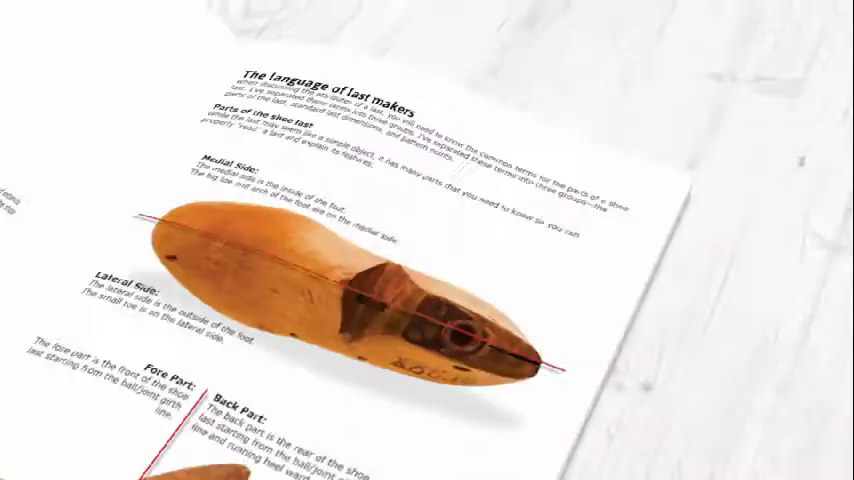 The language of last makers
When discussing the attributes of a last, you will need to know the common terms for the parts of a shoe
last. I've separated these terms into three groups. I've separated these terms into three groups—the
parts of the last, standard last dimensions, and pattern points.
Parts of the shoe last
While the last may seem like a simple object, it has many parts that you need to know so you can
properly "read" a last and explain its features.
Medial Side:
The medial side is the inside of the foot.
The big toe and arch of the foot are on the medial side.
Lateral Side:
The lateral side is the outside of the foot.
The small toe is on the lateral side.
Fore Part:
The fore part is the front of the shoe
last starting from the ball/joint girth
line.
Back Part:
The back part is the rear of the shoe
last starting from the ball/joint
line and running heel ward